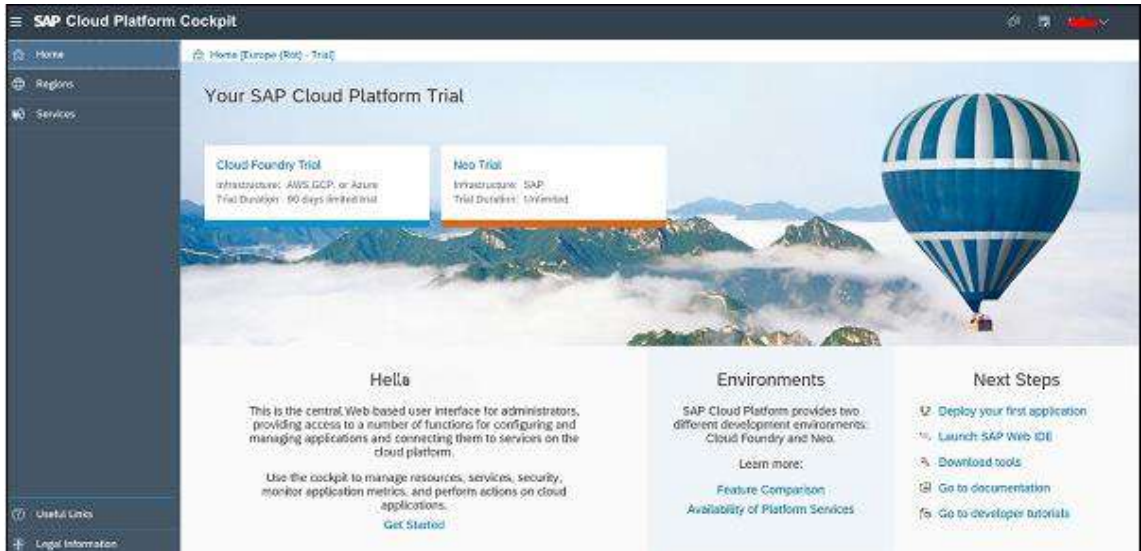 SAP Cloud Platform Cockpit
Home
Regions
Services
Useful Links
Legal Information
Home [Europe (Rot) - Trial]
Your SAP Cloud Platform Trial
Cloud Foundry Trial
Infrastructure: AWS, GCP, or Azure
Trial Duration: 90 days limited trial
Neo Trial
Infrastructure: SAP
Trial Duration: Unlimited
Hello
This is the central Web-based user interface for administrators,
providing access to a number of functions for configuring and
managing applications and connecting them to services on the
cloud platform.
Use the cockpit to manage resources, services, security,
monitor application metrics, and perform actions on cloud
applications.
Get Started
Environments
SAP Cloud Platform provides two
different development environments:
Cloud Foundry and Neo.
Learn more:
Feature Comparison
Availability of Platform Services
Next Steps
Deploy your first application
Launch SAP Web IDE
Download tools
Go to documentation
Go to developer tutorials